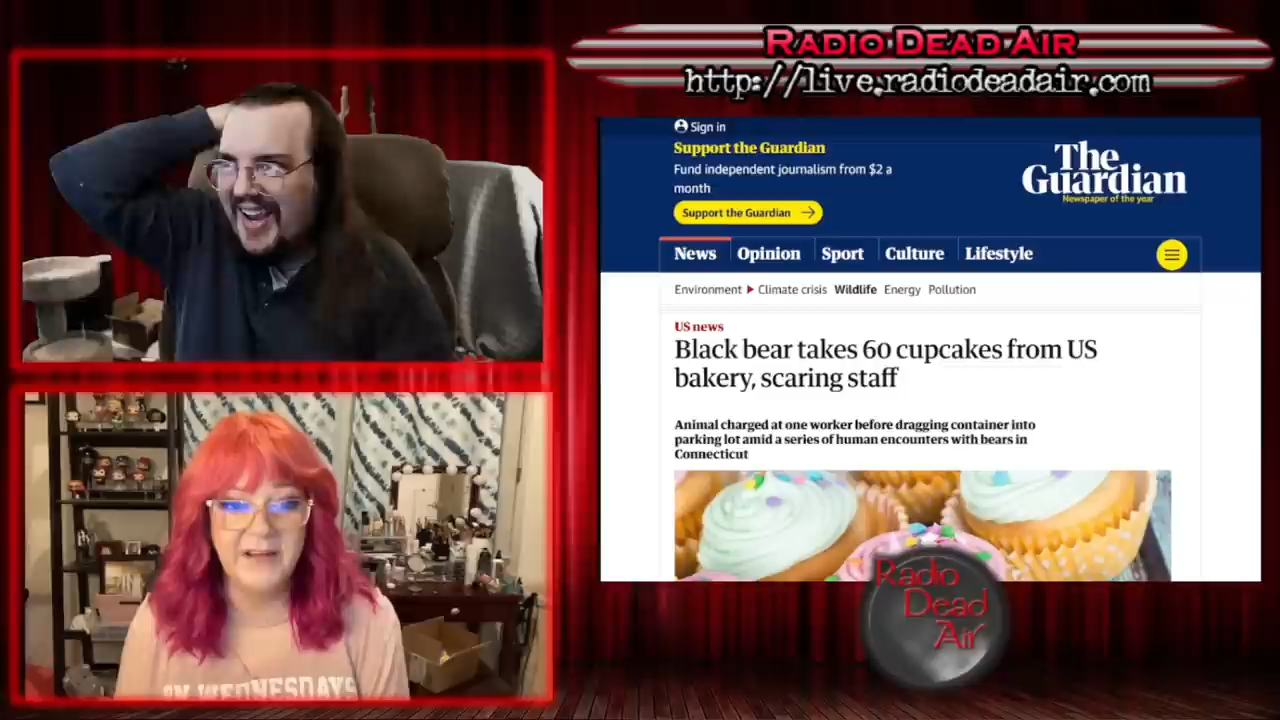 RADIO DEAD AIR
http://live.radiodeadair.com
Sign in
Support the Guardian
Fund independent journalism from $2 a
month
Support the Guardian
The
Guardian
Newspaper of the year
News
Opinion
Sport
Culture
Lifestyle
Environment
Climate crisis
Wildlife
Energy
Pollution
US news
Black bear takes 60 cupcakes from US
bakery, scaring staff
Animal charged at one worker before dragging container into
parking lot amid a series of human encounters with bears in
Connecticut
Radio
Dead
Air
ON WEDNESDAYS